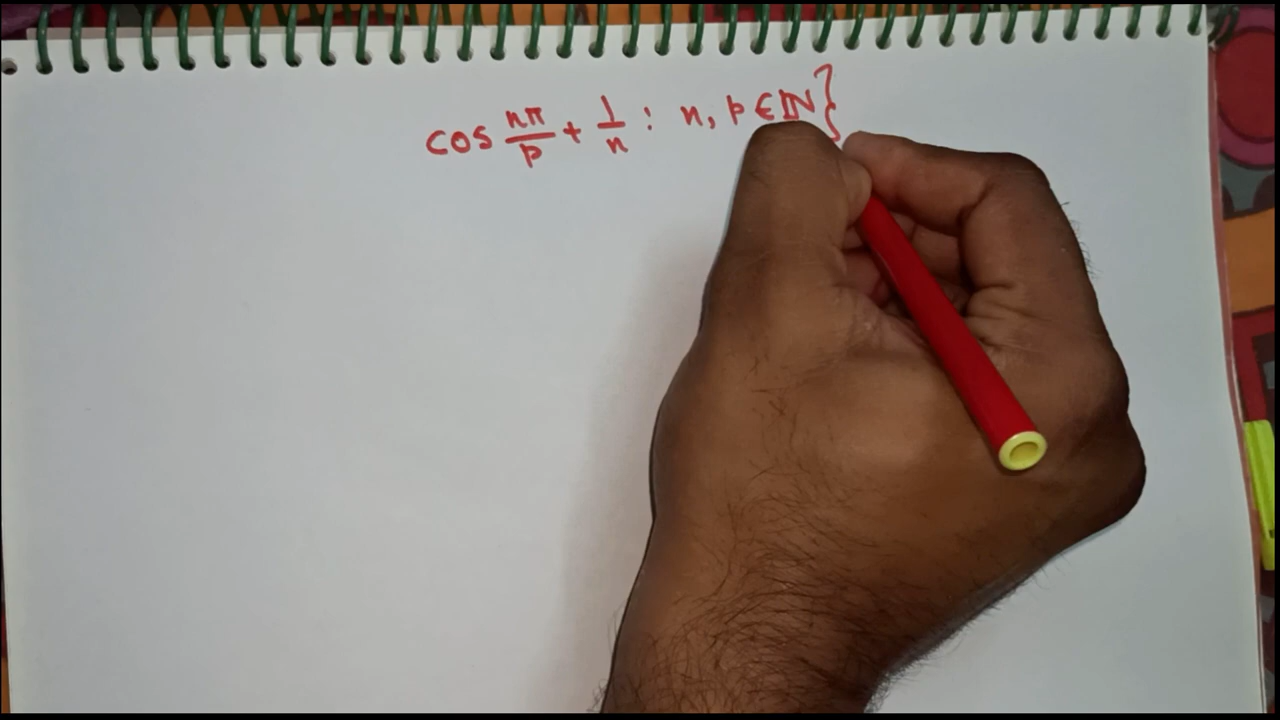 cos nπ/p + 1/n : n, p ∈ ℕ}